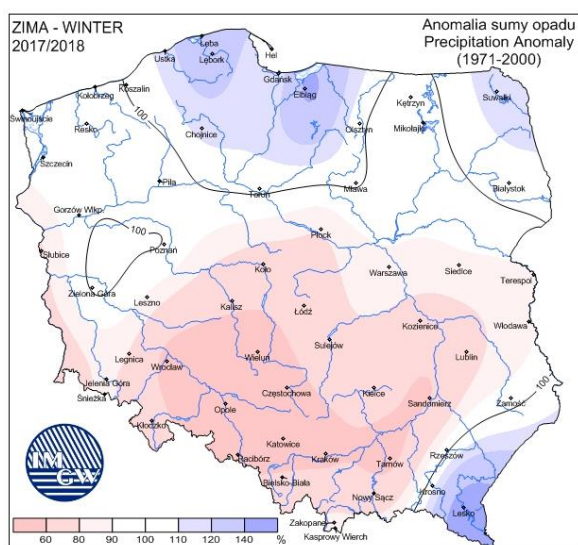 ZIMA - WINTER
2017/2018
Anomalia sumy opadu
Precipitation Anomaly
(1971-2000)
Łeba
Ustka
Lębork
Hel
Gdańsk
Koszalin
Kołobrzeg
Elbląg
Kętrzyn
Suwałki
Świnoujście
Resko
100
Chojnice
Olsztyn
Mikołajki
100
Szczecin
Piła
Toruń
Mława
Białystok
Gorzów Wlkp.
Płock
100
Poznań
Słubice
Koło
Warszawa
Siedlce
Terespol
Zielona Góra
Leszno
Kalisz
Łódź
Kozienice
Włodawa
Legnica
Wrocław
Wieluń
Sulejów
Lublin
Jelenia Góra
Śnieżka
Częstochowa
Kielce
Opole
Sandomierz
Zamość
100
Kłodzko
Katowice
Racibórz
Kraków
Tarnów
Rzeszów
Bielsko-Biała
Nowy Sącz
Krosno
Lesko
Zakopane
Kasprowy Wierch
IM
GW
60 80 90 100 110 120 140 %